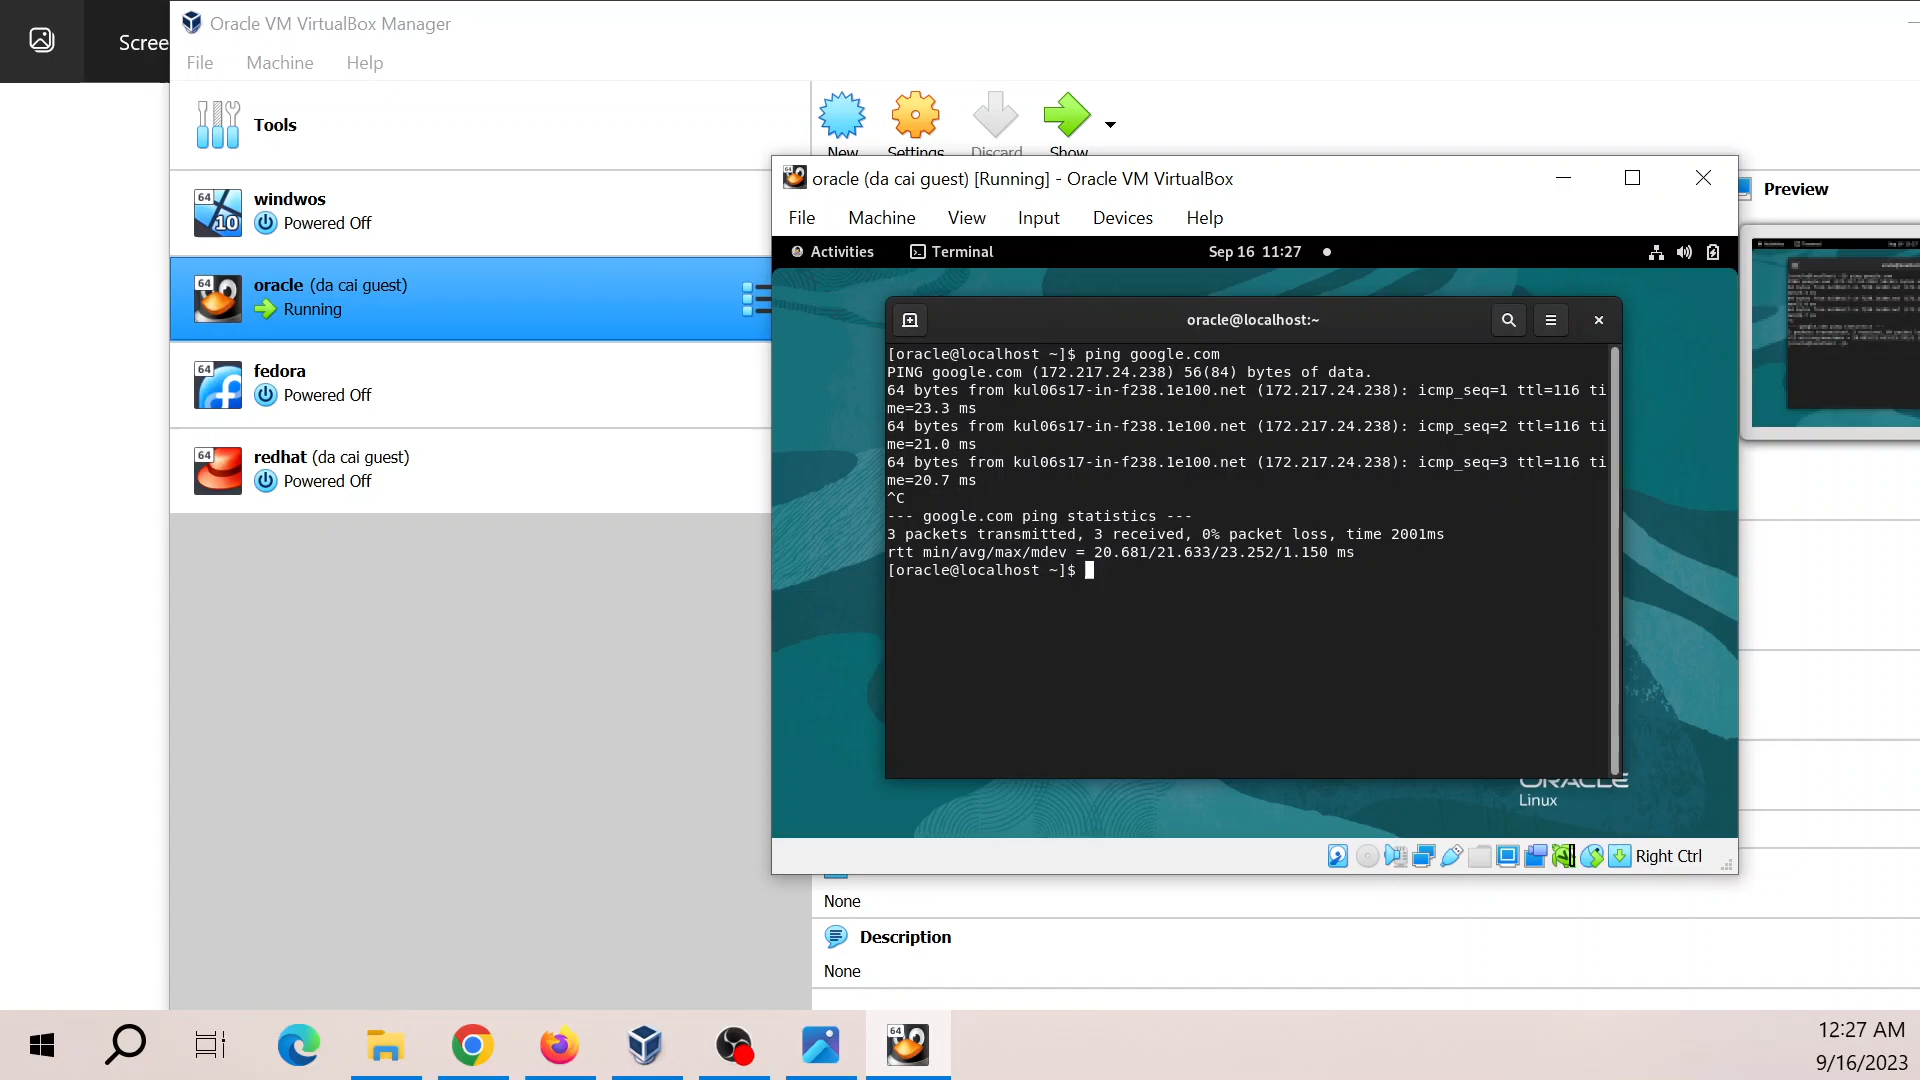 Scree
Oracle VM VirtualBox Manager
File Machine Help
Tools
New Settings Discard Show
windwos
Powered Off
oracle (da cai guest)
Running
fedora
Powered Off
redhat (da cai guest)
Powered Off
Preview
oracle (da cai guest) [Running] - Oracle VM VirtualBox
File Machine View Input Devices Help
Activities Terminal Sep 16 11:27
oracle@localhost:~
[oracle@localhost ~]$ ping google.com
PING google.com (172.217.24.238) 56(84) bytes of data.
64 bytes from kul06s17-in-f238.1e100.net (172.217.24.238): icmp_seq=1 ttl=116 ti
me=23.3 ms
64 bytes from kul06s17-in-f238.1e100.net (172.217.24.238): icmp_seq=2 ttl=116 ti
me=21.0 ms
64 bytes from kul06s17-in-f238.1e100.net (172.217.24.238): icmp_seq=3 ttl=116 ti
me=20.7 ms
^C
--- google.com ping statistics ---
3 packets transmitted, 3 received, 0% packet loss, time 2001ms
rtt min/avg/max/mdev = 20.681/21.633/23.252/1.150 ms
[oracle@localhost ~]$
ORACLE
Linux
Right Ctrl
None
Description
None
12:27 AM
9/16/2023